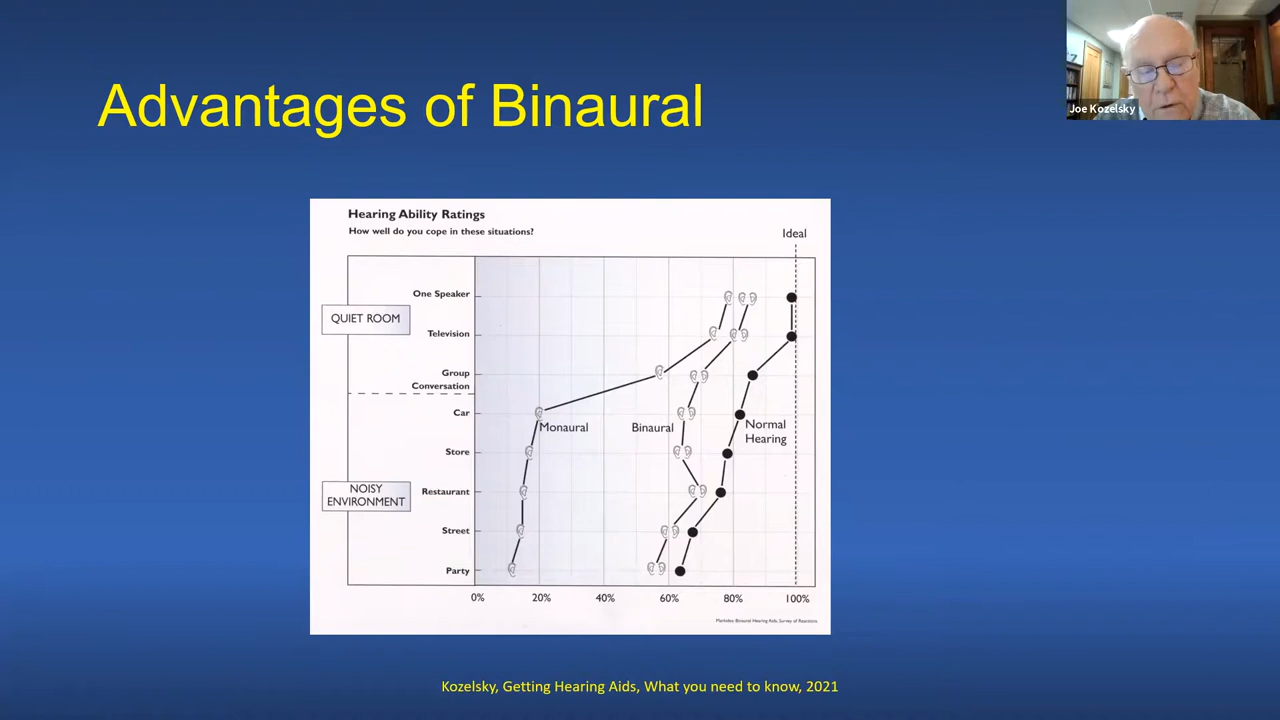 Joe Kozelsky
Advantages of Binaural
Hearing Ability Ratings
How well do you cope in these situations?
Ideal
One Speaker
QUIET ROOM
Television
Group
Conversation
Car
Monaural
Binaural
Normal
Hearing
Store
NOISY
ENVIRONMENT
Restaurant
Street
Party
0%
20%
40%
60%
80%
100%
Binaural Hearing Aids, Survey of Reactions
Kozelsky, Getting Hearing Aids, What you need to know, 2021